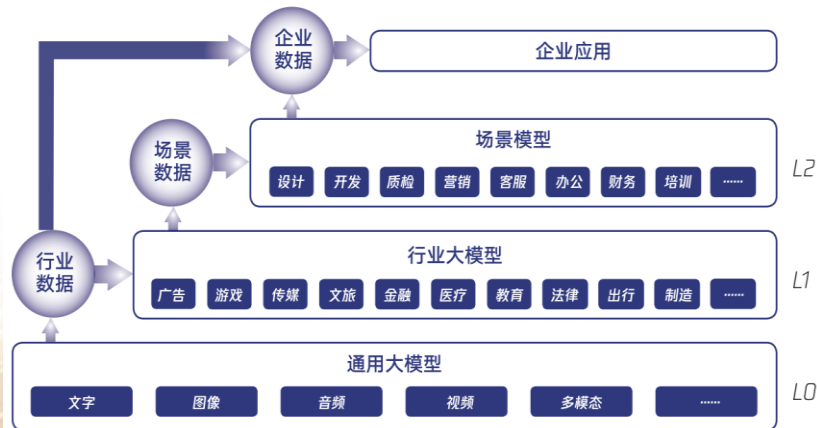 企业
数据
企业应用
场景
数据
场景模型
设计 开发 质检 营销 客服 办公 财务 培训 ······
L2
行业
数据
行业大模型
广告 游戏 传媒 文旅 金融 医疗 教育 法律 出行 制造 ······
L1
通用大模型
文字 图像 音频 视频 多模态 ······
L0